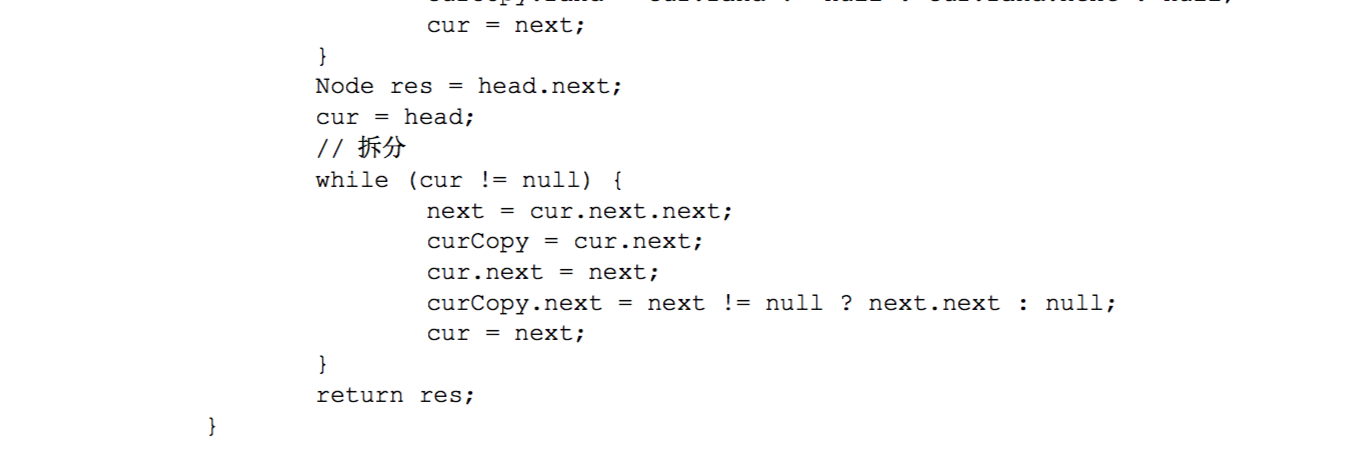 cur = next;
}
Node res = head.next;
cur = head;
// 拆分
while (cur != null) {
next = cur.next.next;
curCopy = cur.next;
cur.next = next;
curCopy.next = next != null ? next.next : null;
cur = next;
}
return res;
}